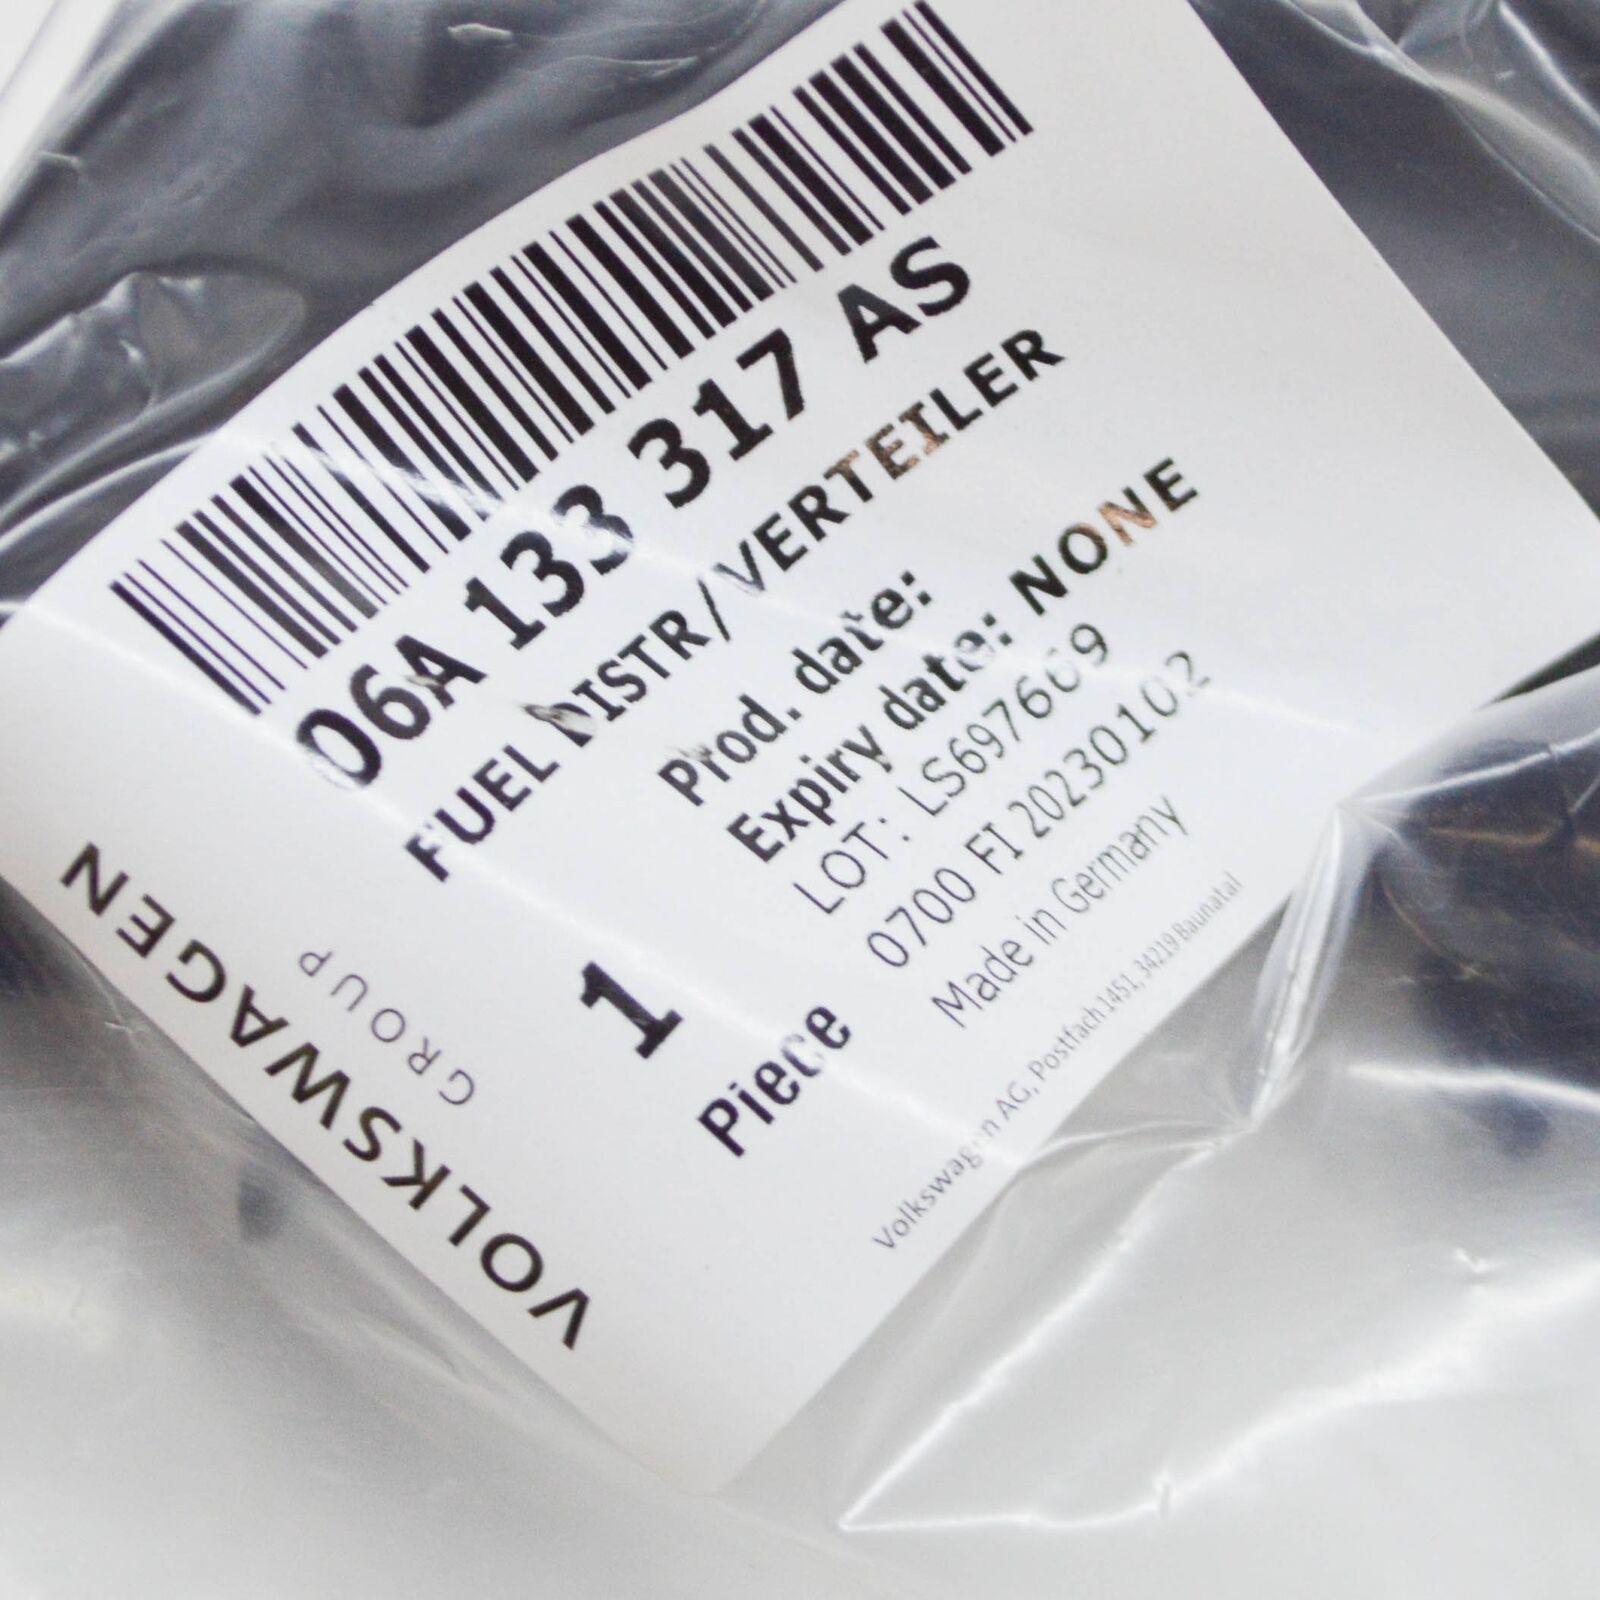 06A 133 317 AS
FUEL DISTR/VERTEILER
Prod. date:
Expiry date: NONE
LOT: LS697669
0700 FI 20230102
Made in Germany
1
Piece
Volkswagen AG, Postfach 1451, 34219 Baunatal
VOLKSWAGEN
GROUP